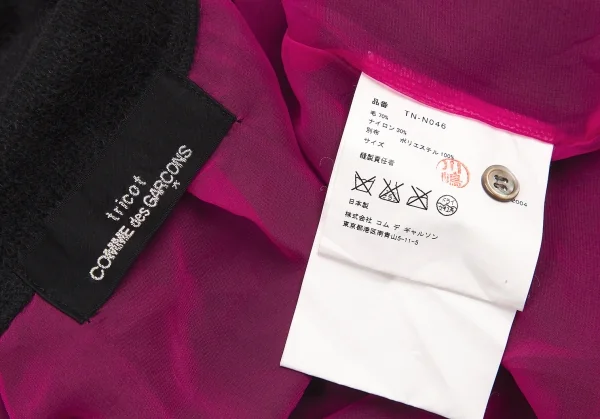 tricot
COMME des GARCONS
品番 TN-N046
毛 70%
ナイロン 30%
別布 ポリエステル 100%
サイズ
縫製責任者
日本製
株式会社 コム デ ギャルソン
東京都港区南青山5-11-5